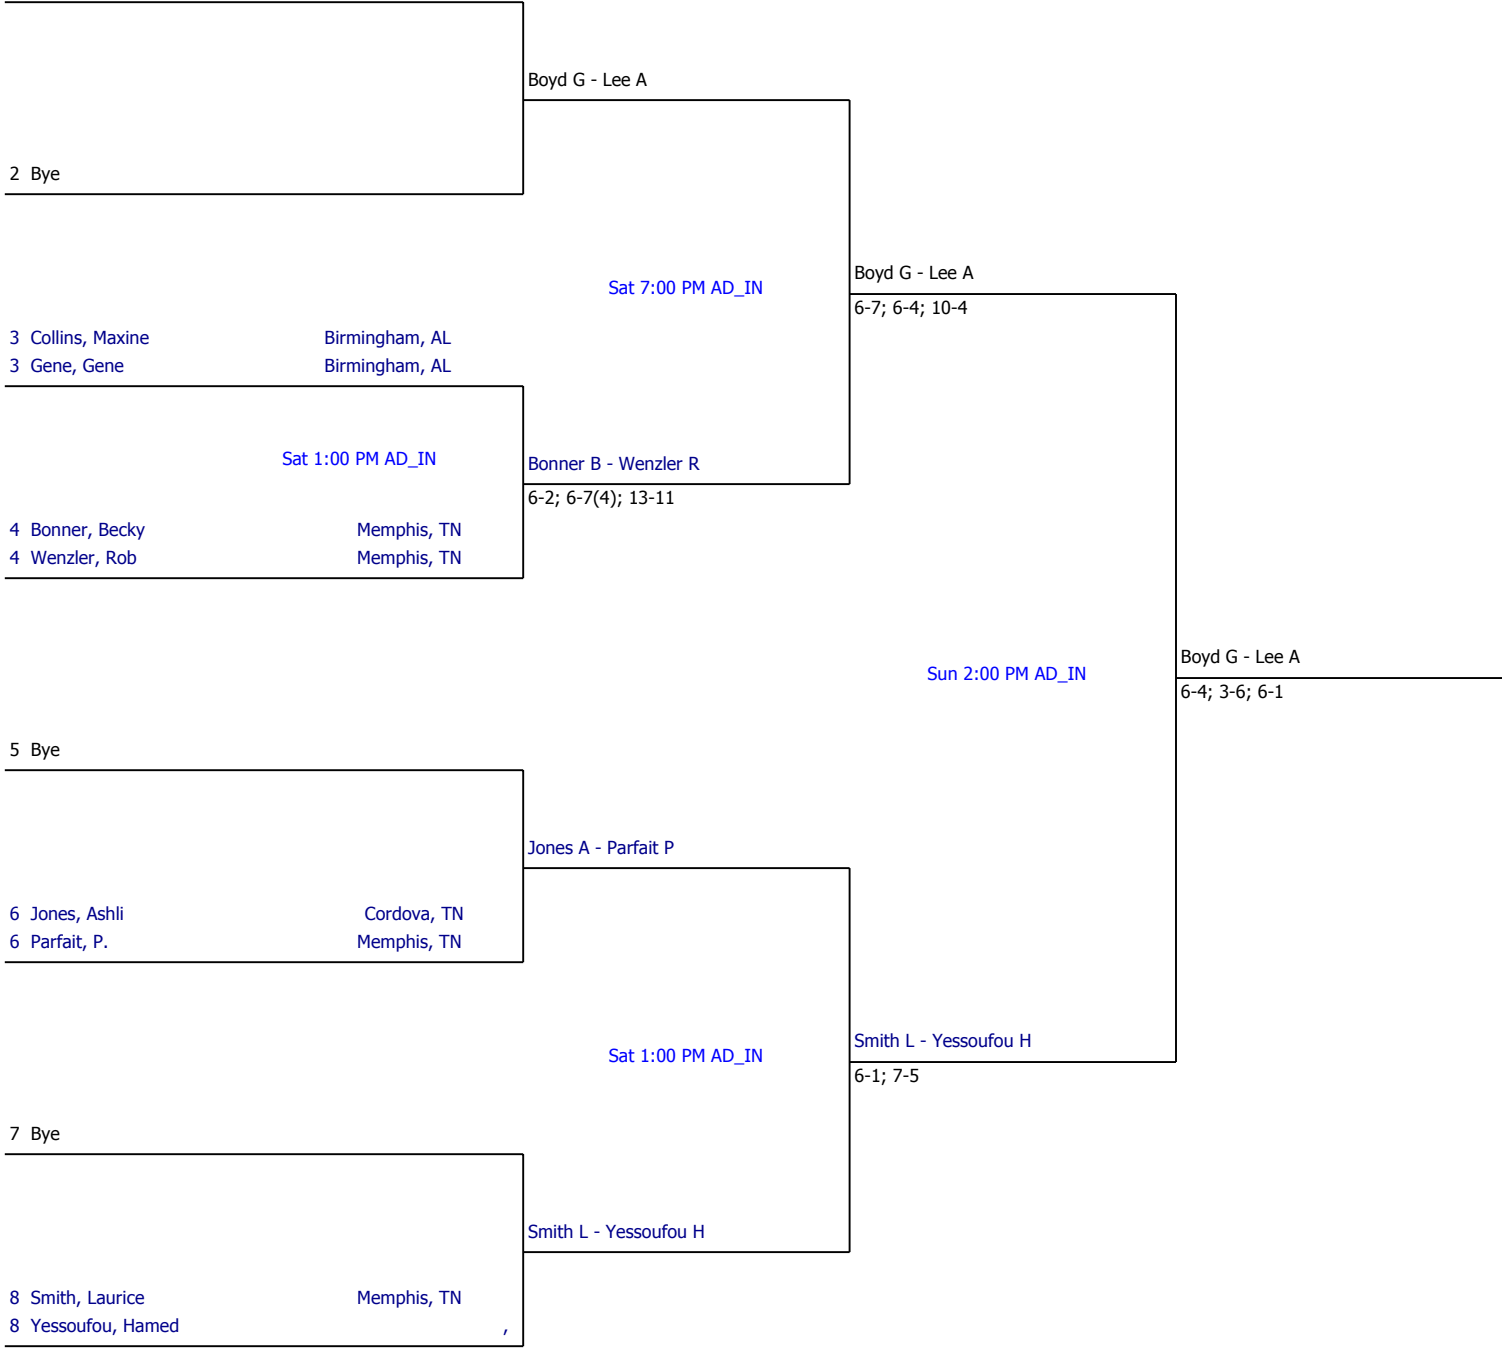 Boyd G - Lee A
2 Bye
Boyd G - Lee A
Sat 7:00 PM AD_IN
6-7; 6-4; 10-4
3 Collins, Maxine Birmingham, AL
3 Gene, Gene Birmingham, AL
Sat 1:00 PM AD_IN
Bonner B - Wenzler R
6-2; 6-7(4); 13-11
4 Bonner, Becky Memphis, TN
4 Wenzler, Rob Memphis, TN
Boyd G - Lee A
Sun 2:00 PM AD_IN
6-4; 3-6; 6-1
5 Bye
Jones A - Parfait P
6 Jones, Ashli Cordova, TN
6 Parfait, P. Memphis, TN
Smith L - Yessoufou H
Sat 1:00 PM AD_IN
6-1; 7-5
7 Bye
Smith L - Yessoufou H
8 Smith, Laurice Memphis, TN
8 Yessoufou, Hamed ,